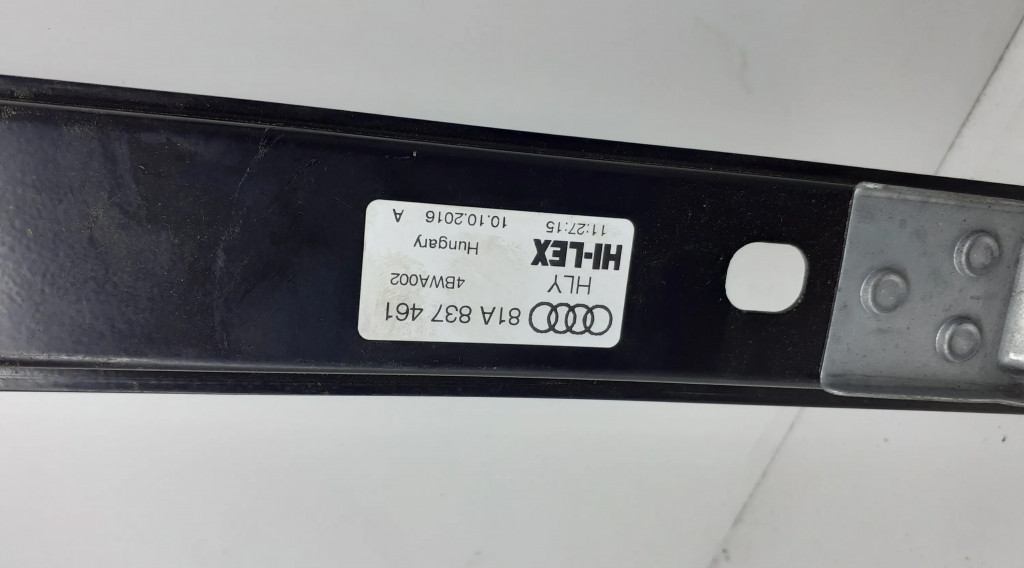 81A 837 461
HLY 4BWA002
HI-LEX Hungary
11:27:15 10.10.2016 A